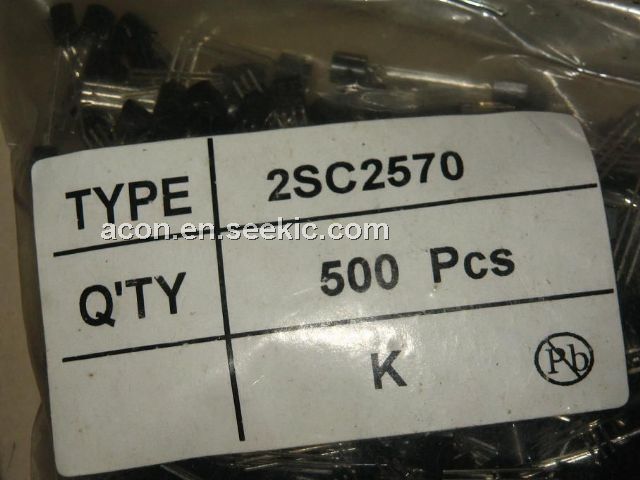 TYPE 2SC2570
acon.en.seekic.com
Q'TY 500 Pcs
K Pb